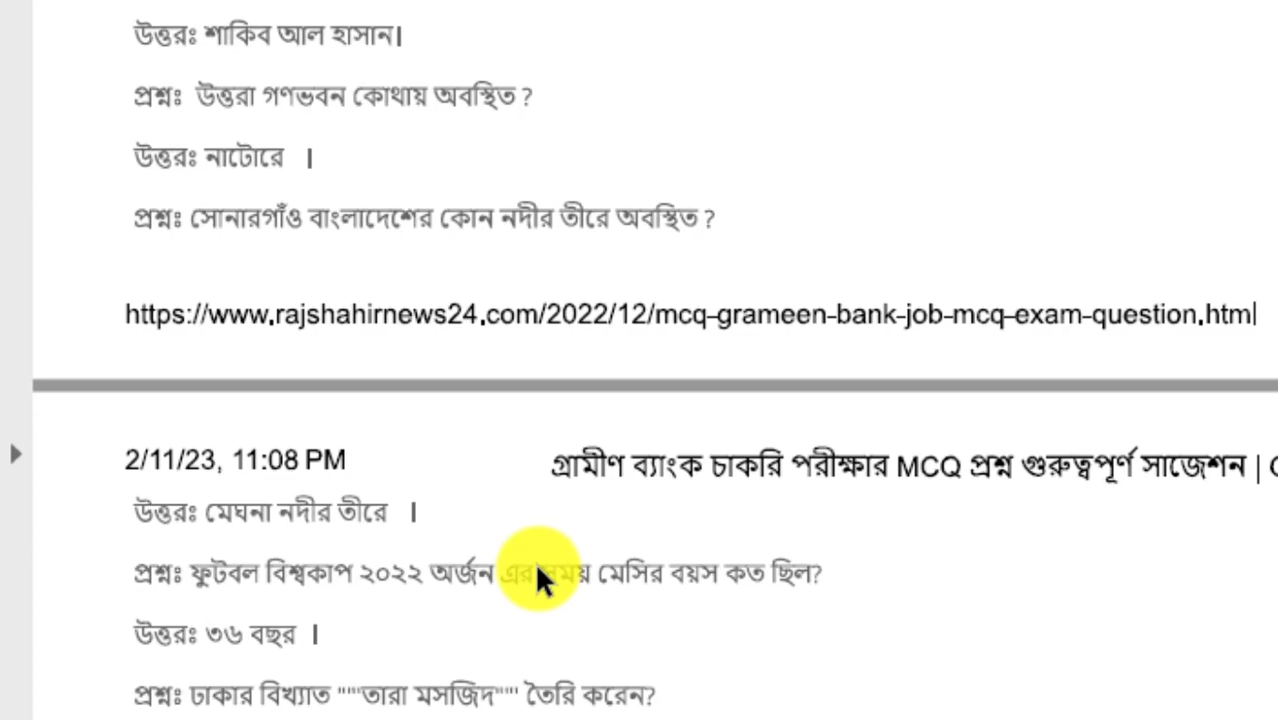 উত্তরঃ শাকিব আল হাসান।
প্রশ্নঃ উত্তরা গণভবন কোথায় অবস্থিত ?
উত্তরঃ নাটোরে ।
প্রশ্নঃ সোনারগাঁও বাংলাদেশের কোন নদীর তীরে অবস্থিত ?
https://www.rajshahirnews24.com/2022/12/mcq-grameen-bank-job-mcq-exam-question.html
2/11/23, 11:08 PM গ্রামীণ ব্যাংক চাকরি পরীক্ষার MCQ প্রশ্ন গুরুত্বপূর্ণ সাজেশন |
উত্তরঃ মেঘনা নদীর তীরে ।
প্রশ্নঃ ফুটবল বিশ্বকাপ ২০২২ অর্জন এর সময় মেসির বয়স কত ছিল?
উত্তরঃ ৩৬ বছর ।
প্রশ্নঃ ঢাকার বিখ্যাত """তারা মসজিদ""" তৈরি করেন?